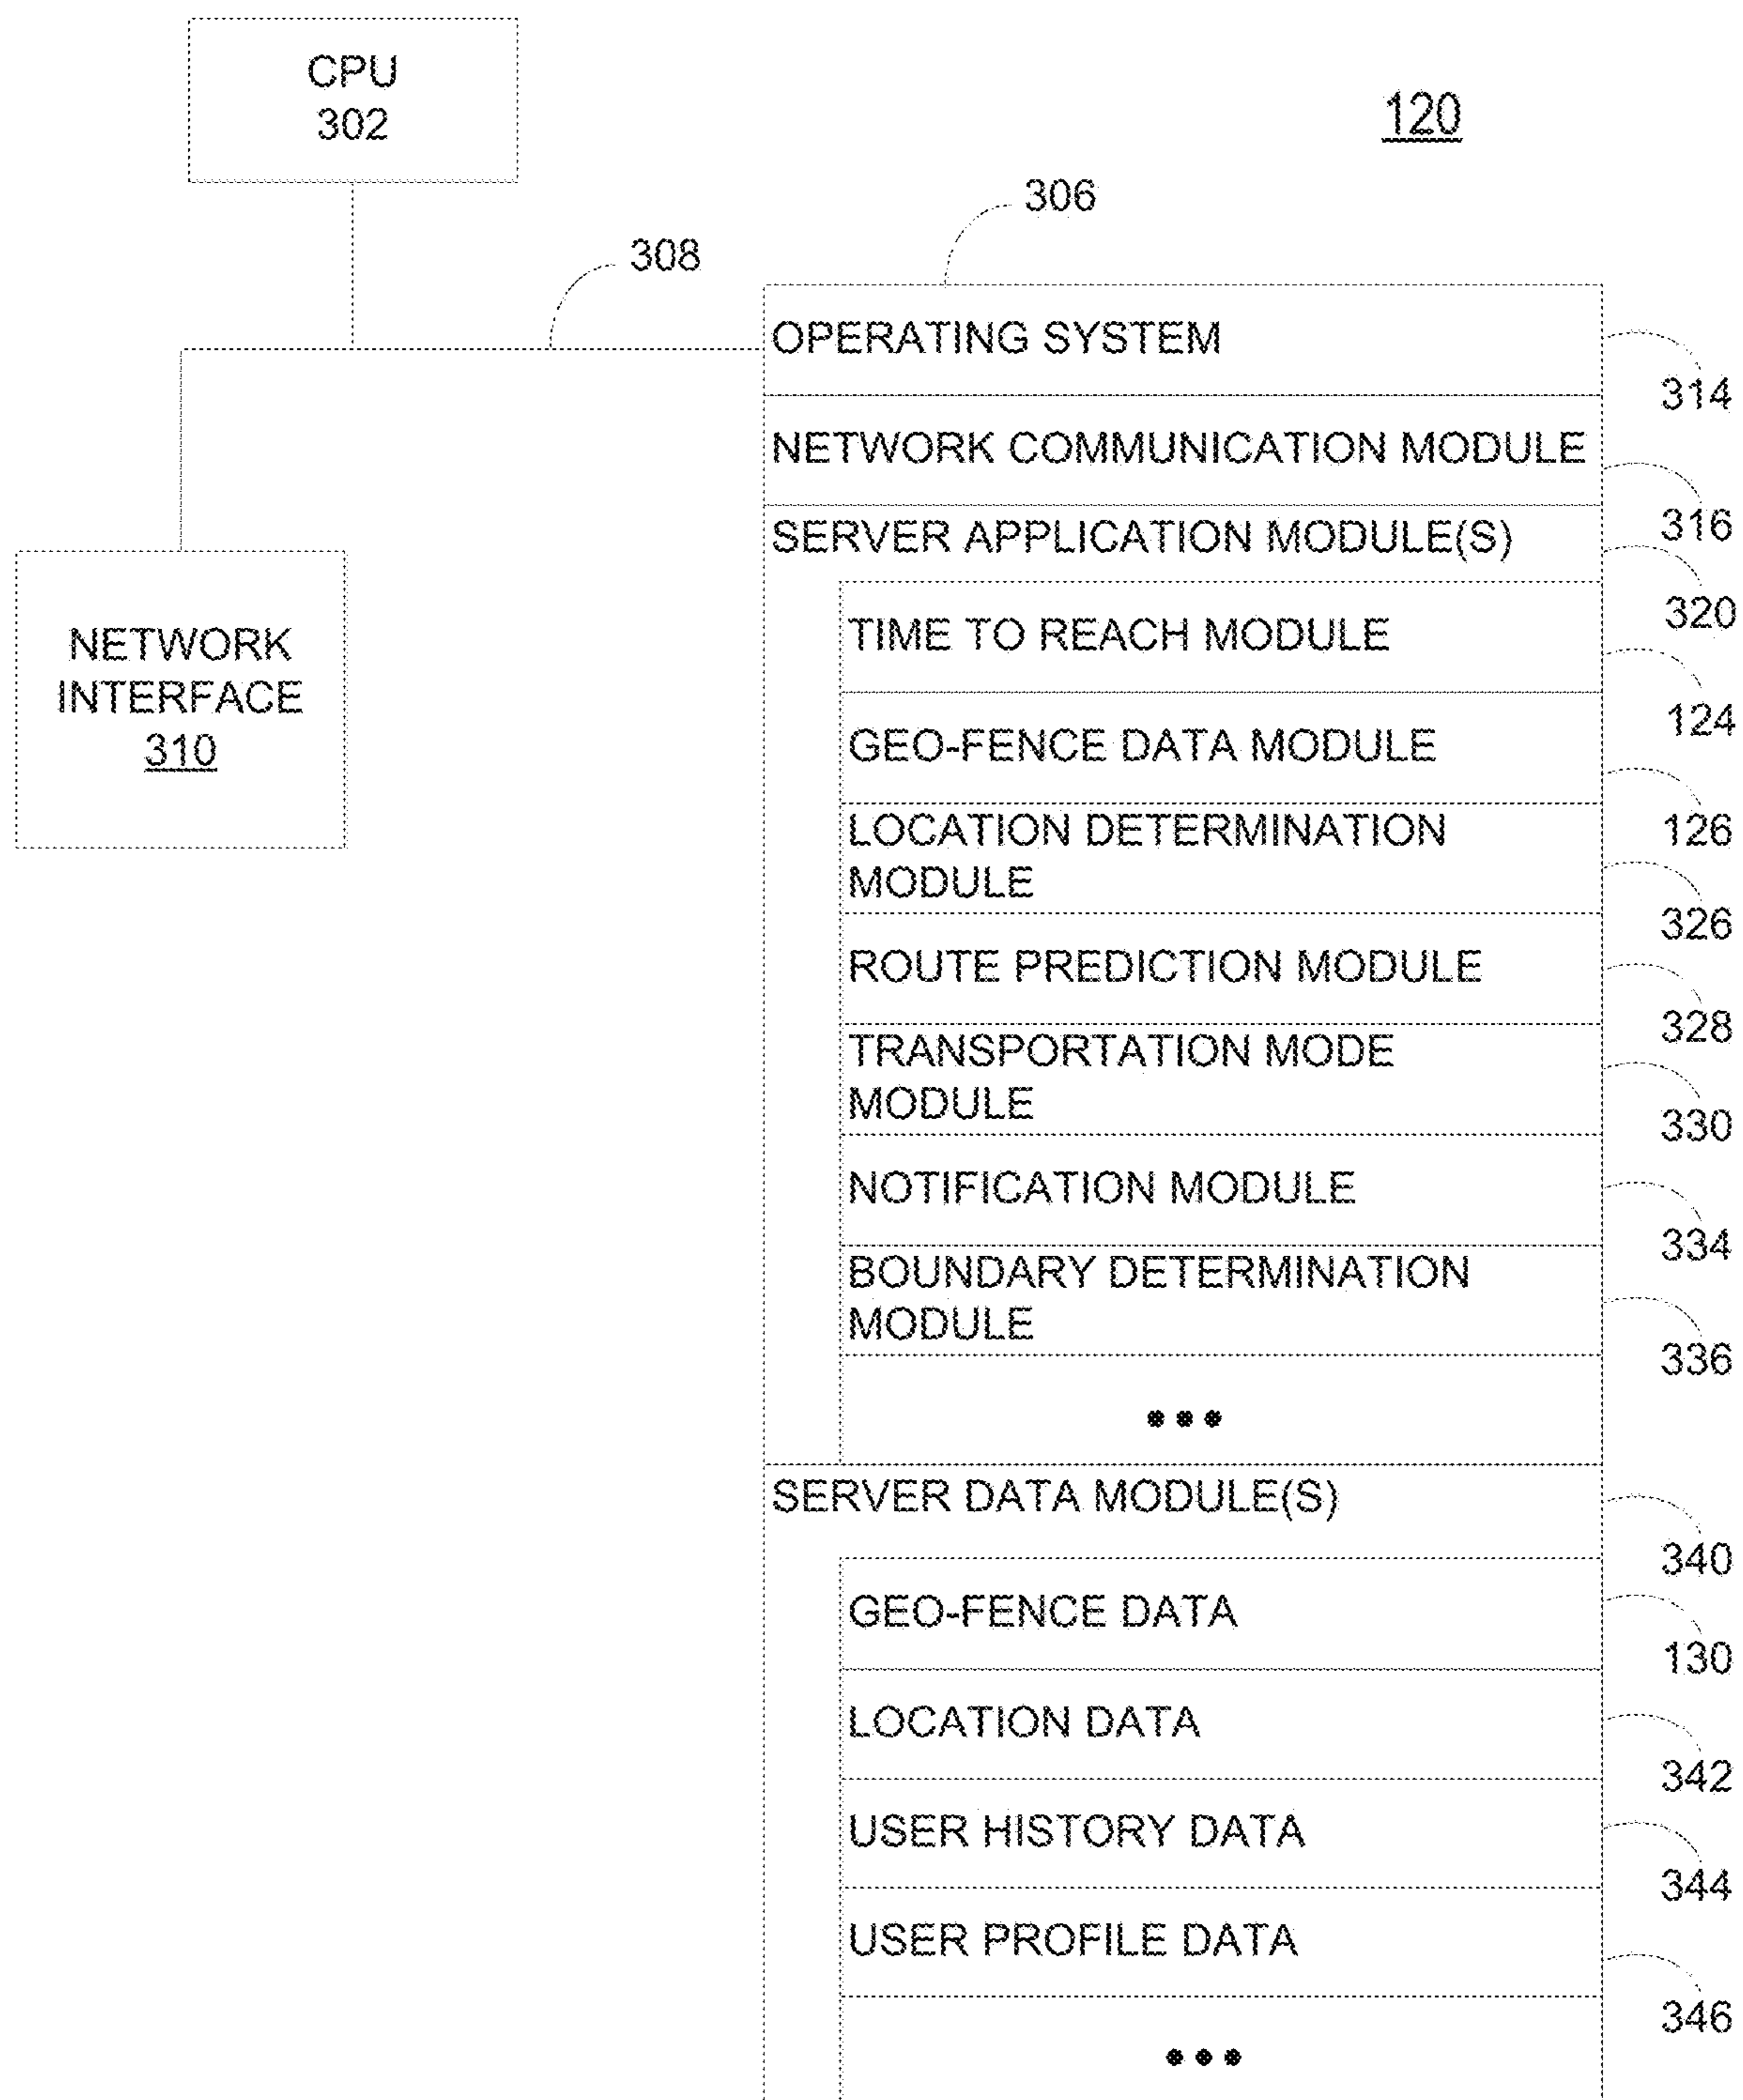 CPU
302
120
306
308
OPERATING SYSTEM
314
NETWORK COMMUNICATION MODULE
316
SERVER APPLICATION MODULE(S)
320
NETWORK
INTERFACE
310
TIME TO REACH MODULE
124
GEO-FENCE DATA MODULE
126
LOCATION DETERMINATION
MODULE
326
ROUTE PREDICTION MODULE
328
TRANSPORTATION MODE
MODULE
330
NOTIFICATION MODULE
334
BOUNDARY DETERMINATION
MODULE
336
•••
SERVER DATA MODULE(S)
340
GEO-FENCE DATA
130
LOCATION DATA
342
USER HISTORY DATA
344
USER PROFILE DATA
346
•••